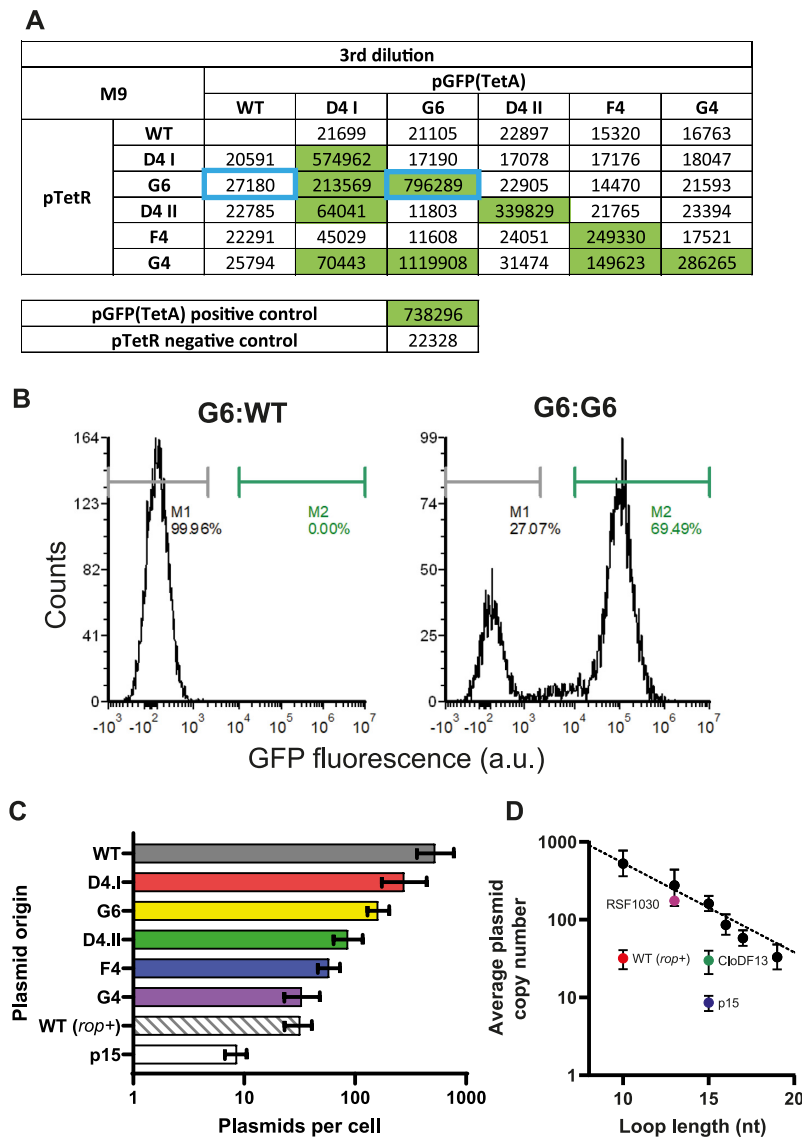 A
3rd dilution
M9 pGFP(TetA)
WT D4 I G6 D4 II F4 G4
pTetR WT 21699 21105 22897 15320 16763
D4 I 20591 574962 17190 17078 17176 18047
G6 27180 213569 796289 22905 14470 21593
D4 II 22785 64041 11803 339829 21765 23394
F4 22291 45029 11608 24051 249330 17521
G4 25794 70443 1119908 31474 149623 286265
pGFP(TetA) positive control 738296
pTetR negative control 22328
B
G6:WT
164
123
82
41
0
Counts
M1
99.96%
M2
0.00%
-10³ -10² 10³ 10⁴ 10⁵ 10⁶ 10⁷
G6:G6
99
74
50
25
0
M1
27.07%
M2
69.49%
-10³ -10² 10³ 10⁴ 10⁵ 10⁶ 10⁷
GFP fluorescence (a.u.)
C
Plasmid origin
WT
D4.I
G6
D4.II
F4
G4
WT (rop+)
p15
1 10 100 1000
Plasmids per cell
D
Average plasmid
copy number
1000
100
10
1
RSF1030
WT (rop+)
CloDF13
p15
10 15 20
Loop length (nt)